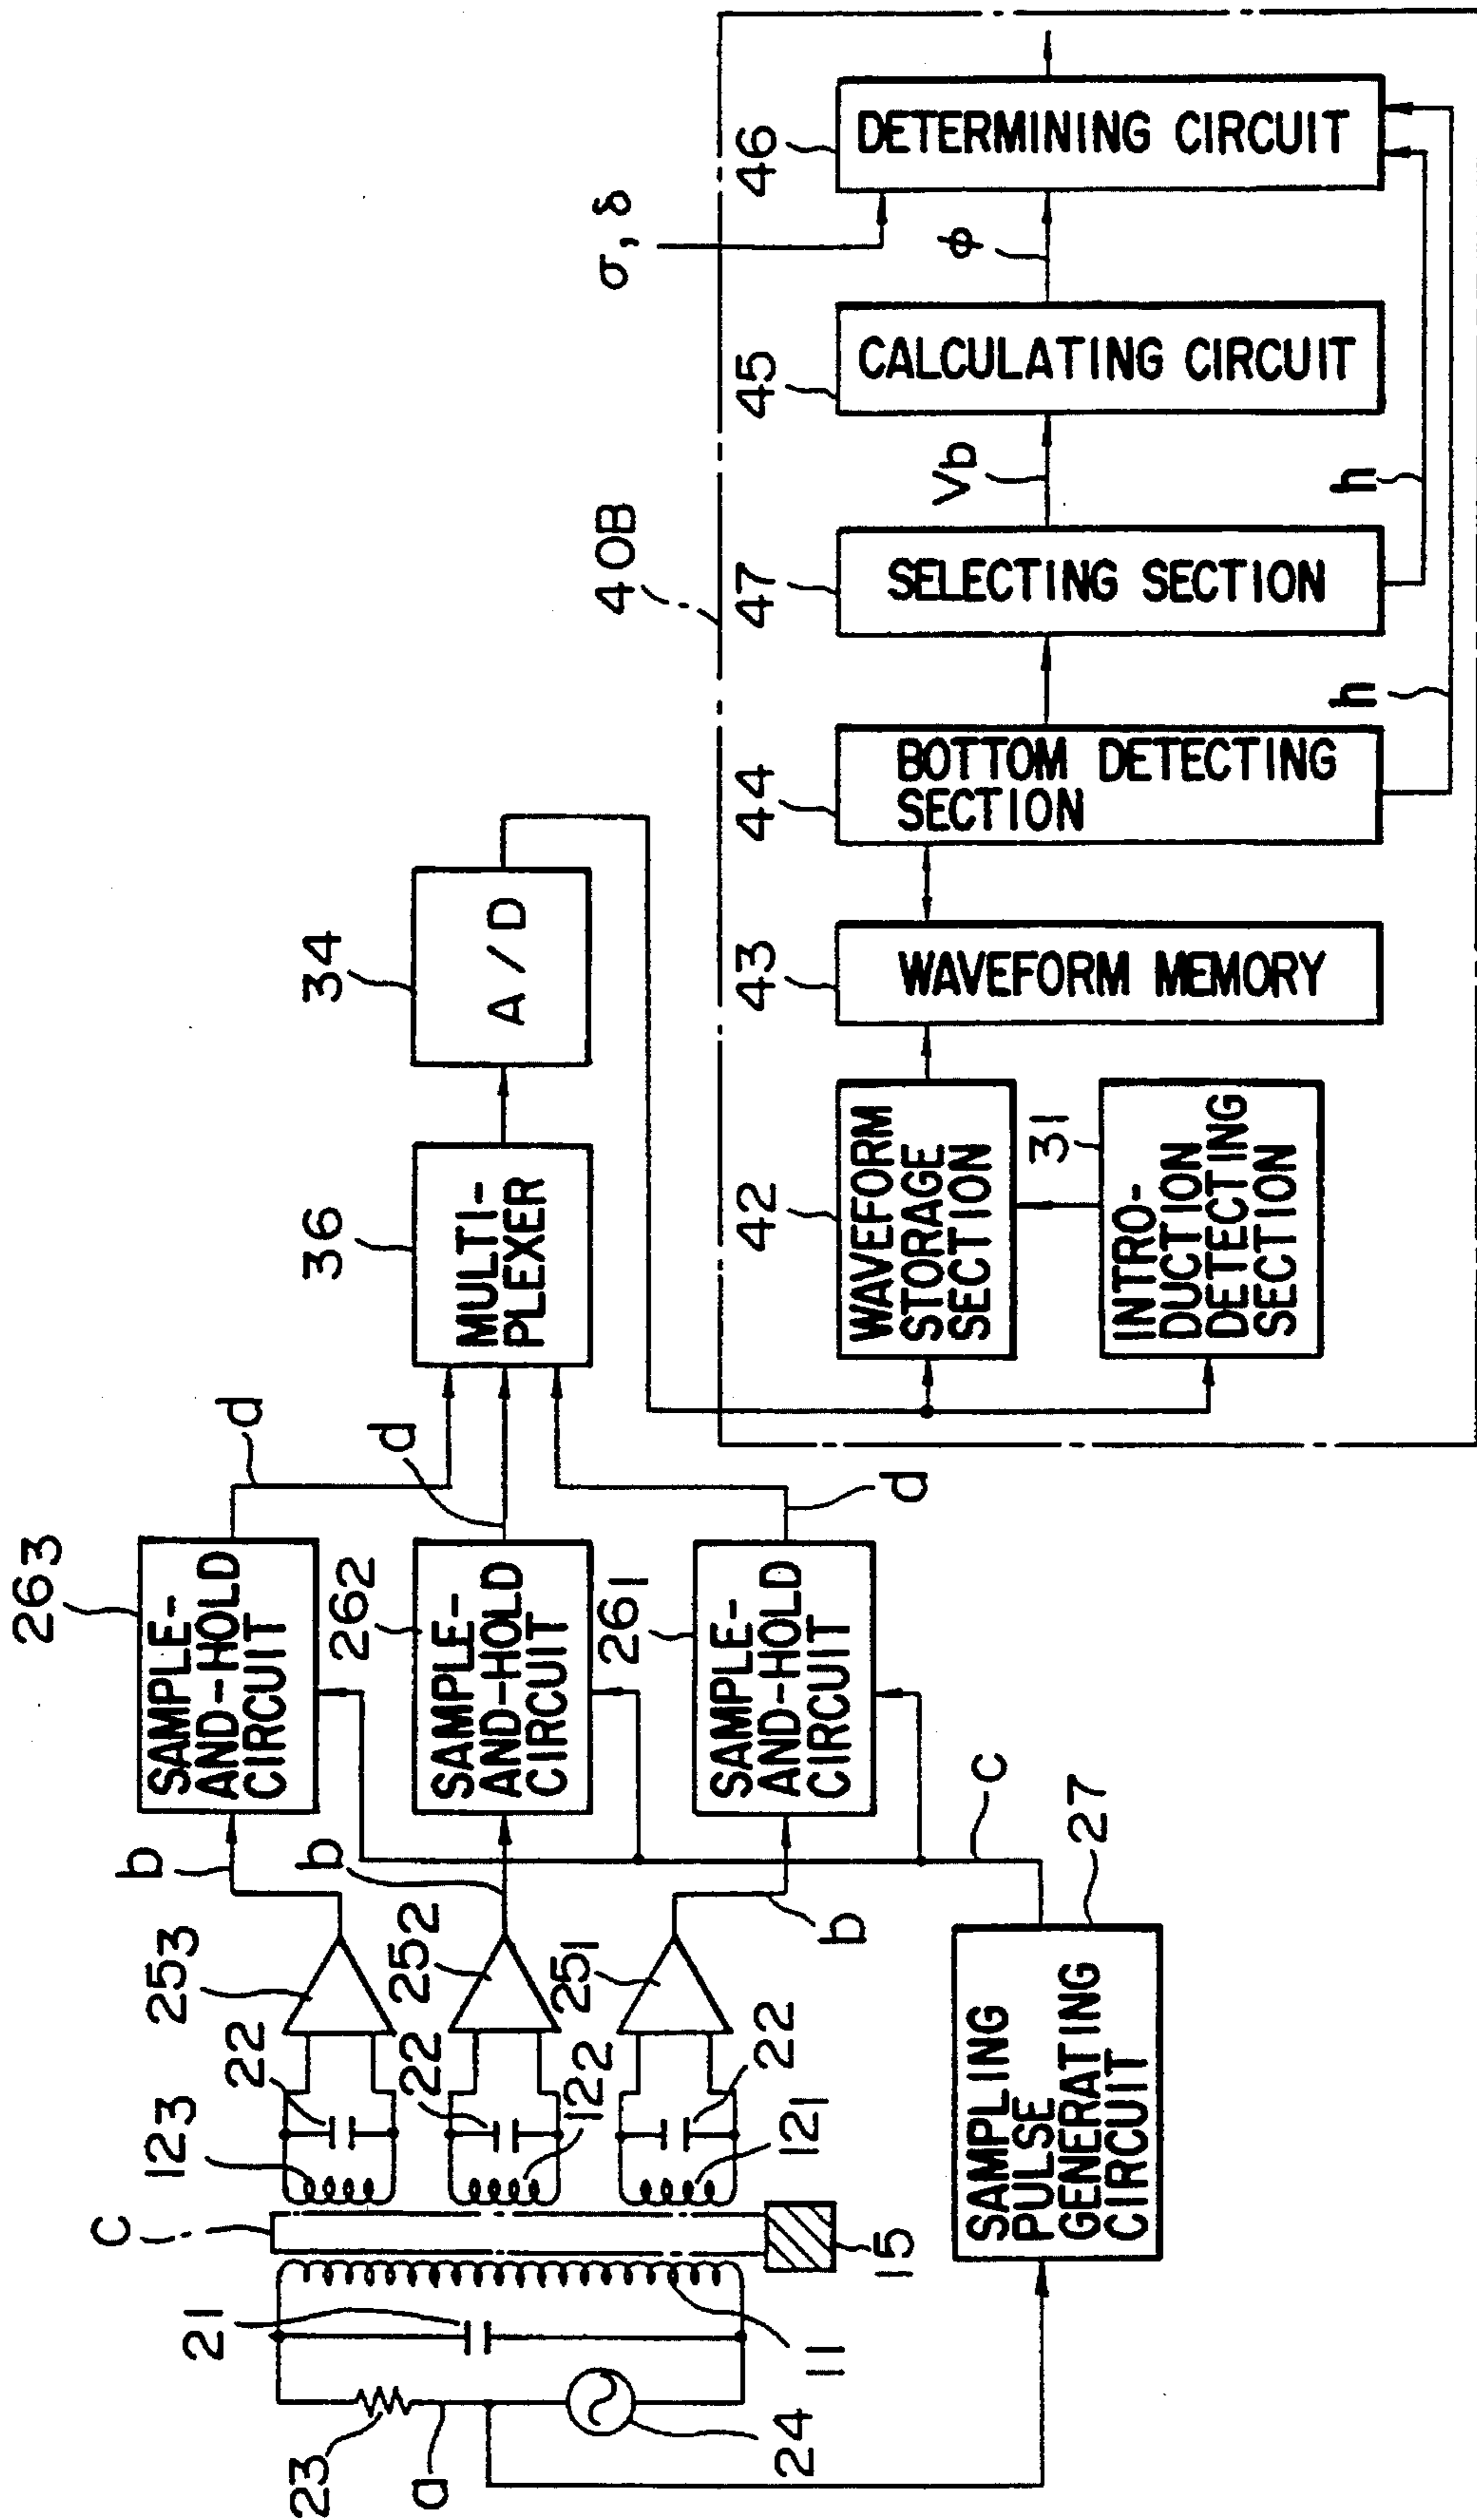 263
d
SAMPLE-
AND-HOLD
CIRCUIT
b
253
22
123
C
21
23
a
24
11
15
262
d
SAMPLE-
AND-HOLD
CIRCUIT
b
252
22
122
261
d
SAMPLE-
AND-HOLD
CIRCUIT
b
251
22
121
c
27
SAMPLING
PULSE
GENERATING
CIRCUIT
36
MULTI-
PLEXER
34
A/D
40B
42
WAVEFORM
STORAGE
SECTION
31
INTRO-
DUCTION
DETECTING
SECTION
43
WAVEFORM MEMORY
44
BOTTOM DETECTING
SECTION
h
47
SELECTING SECTION
h
Vb
45
CALCULATING CIRCUIT
Φ
σ, δ
46
DETERMINING CIRCUIT